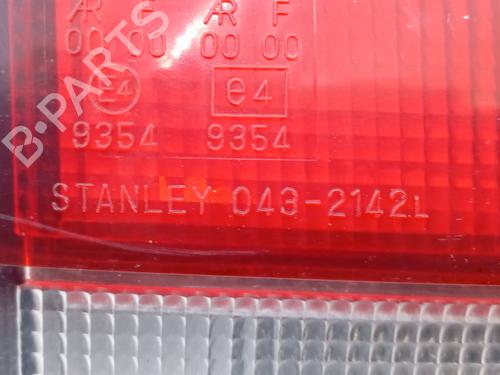 AR F AR F
00 00 00 00
E4 e4
9354 9354
STANLEY 043-2142L
B-PARTS